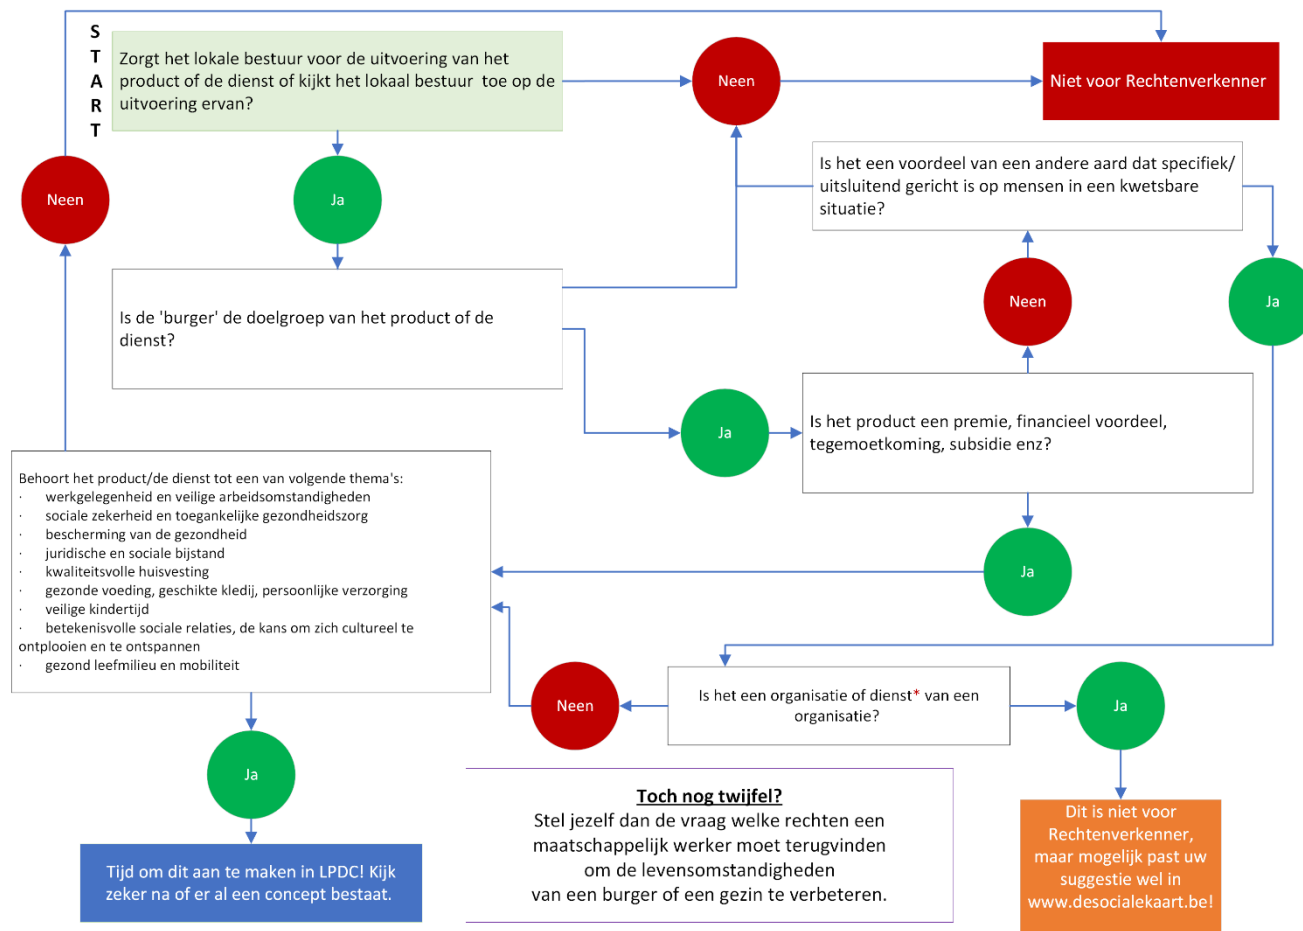 START
Zorgt het lokale bestuur voor de uitvoering van het
product of de dienst of kijkt het lokaal bestuur toe op de
uitvoering ervan?
Neen
Niet voor Rechtenverkenner
Neen
Ja
Is het een voordeel van een andere aard dat specifiek/
uitsluitend gericht is op mensen in een kwetsbare
situatie?
Is de 'burger' de doelgroep van het product of de
dienst?
Neen
Ja
Ja
Is het product een premie, financieel voordeel,
tegemoetkoming, subsidie enz?
Behoort het product/de dienst tot een van volgende thema's:
· werkgelegenheid en veilige arbeidsomstandigheden
· sociale zekerheid en toegankelijke gezondheidszorg
· bescherming van de gezondheid
· juridische en sociale bijstand
· kwaliteitsvolle huisvesting
· gezonde voeding, geschikte kledij, persoonlijke verzorging
· veilige kindertijd
· betekenisvolle sociale relaties, de kans om zich cultureel te
ontplooien en te ontspannen
· gezond leefmilieu en mobiliteit
Ja
Neen
Is het een organisatie of dienst* van een
organisatie?
Ja
Ja
Toch nog twijfel?
Stel jezelf dan de vraag welke rechten een
maatschappelijk werker moet terugvinden
om de levensomstandigheden
van een burger of een gezin te verbeteren.
Dit is niet voor
Rechtenverkenner,
maar mogelijk past uw
suggestie wel in
www.desocialekaart.be!
Tijd om dit aan te maken in LPDC! Kijk
zeker na of er al een concept bestaat.